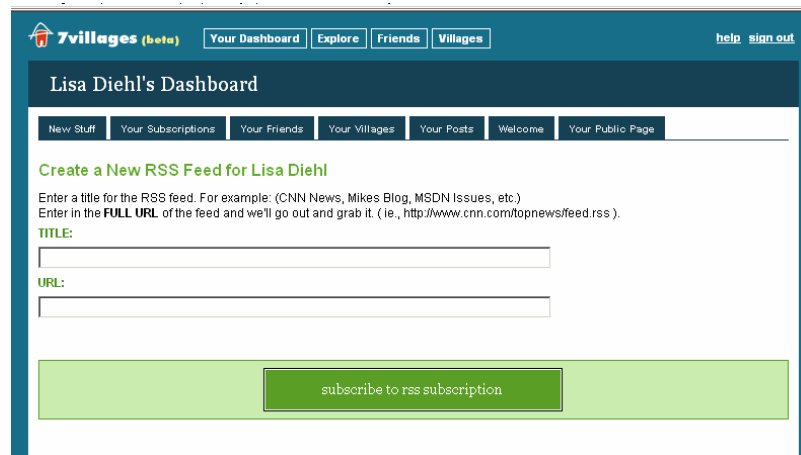 7villages (beta) Your Dashboard Explore Friends Villages help sign out
Lisa Diehl's Dashboard
New Stuff Your Subscriptions Your Friends Your Villages Your Posts Welcome Your Public Page
Create a New RSS Feed for Lisa Diehl
Enter a title for the RSS feed. For example: (CNN News, Mikes Blog, MSDN Issues, etc.)
Enter in the FULL URL of the feed and we'll go out and grab it. ( ie., http://www.cnn.com/topnews/feed.rss ).
TITLE:
URL:
subscribe to rss subscription